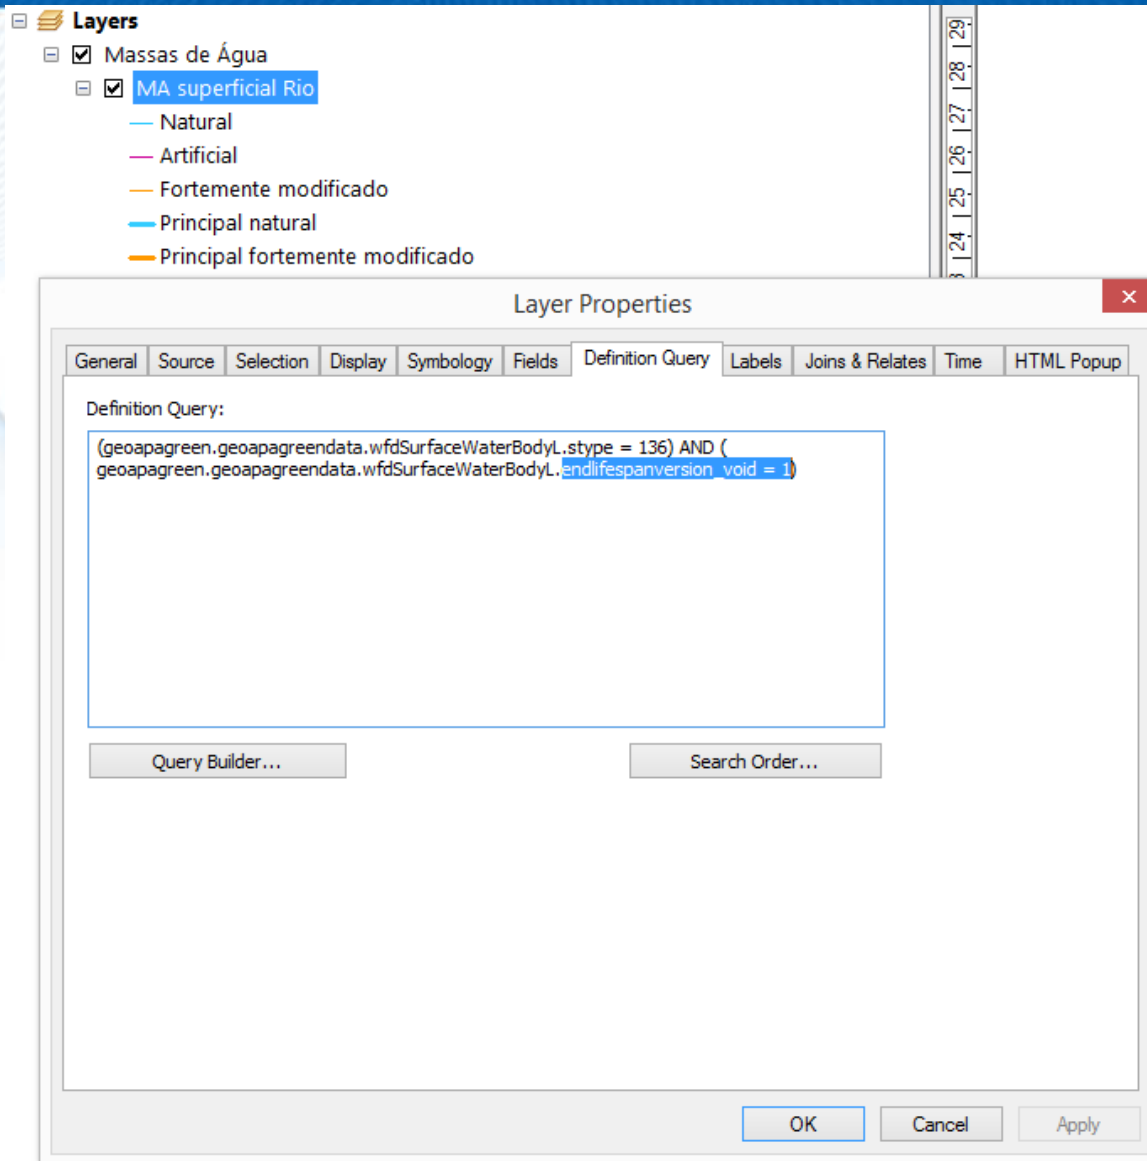 Layers
Massas de Água
MA superficial Rio
Natural
Artificial
Fortemente modificado
Principal natural
Principal fortemente modificado
29
28
27
26
25
24
Layer Properties
General Source Selection Display Symbology Fields Definition Query Labels Joins & Relates Time HTML Popup
Definition Query:
(geoapagreen.geoapagreendata.wfdSurfaceWaterBodyL.stype = 136) AND (
geoapagreen.geoapagreendata.wfdSurfaceWaterBodyL.endlifespanversion_void = 1)
Query Builder... Search Order...
OK Cancel Apply